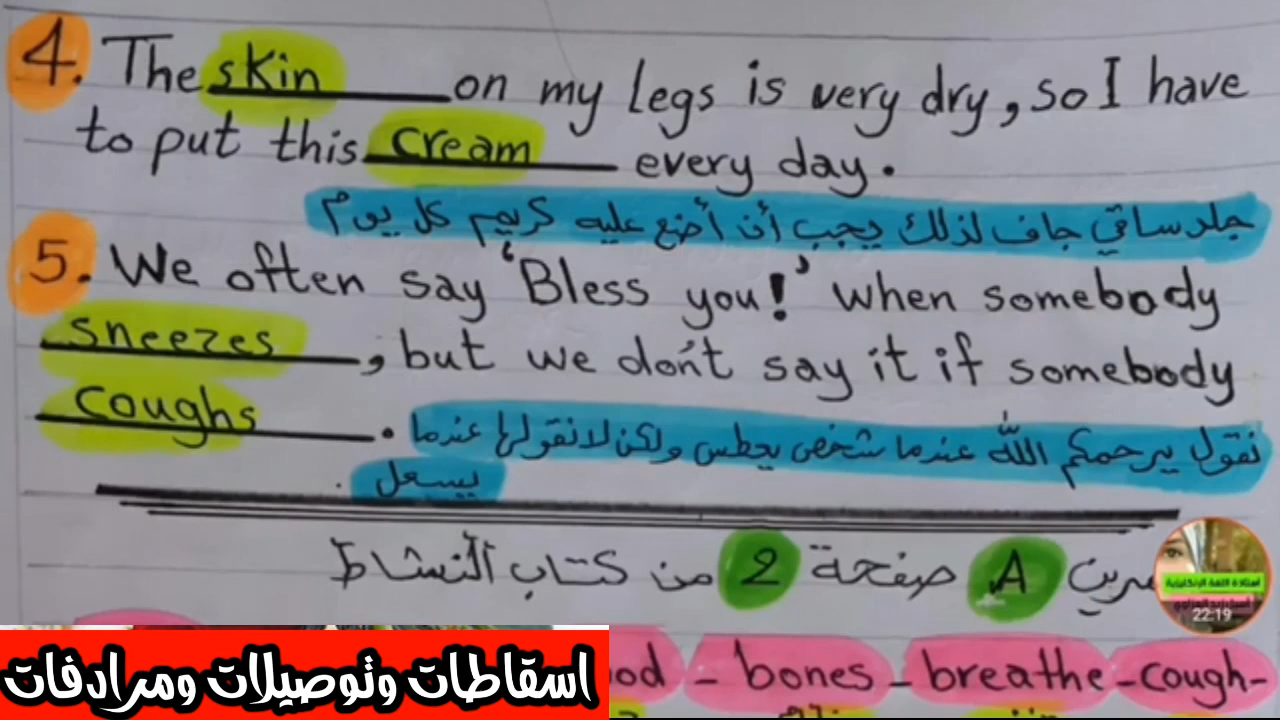 4. The skin on my legs is very dry, so I have
to put this cream every day.
جلد ساقي جاف لذلك يجب أن أضع عليه كريم كل يوم
5. We often say 'Bless you!' when somebody
sneezes, but we don't say it if somebody
coughs.
نقول يرحمكم الله عندما شخص يعطس ولكن لا نقولها عندما
يسعل.
A صفحة 2 من كتاب النشاط
أستاذة اللغة الإنكليزية
22:19
bones - breathe - cough-
اسقاطات وتوصيلات ومرادفات